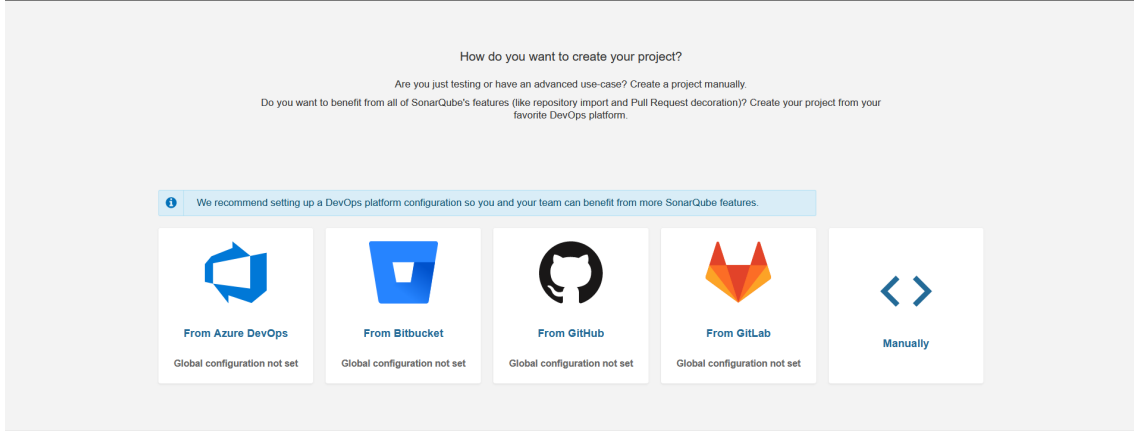 How do you want to create your project?
Are you just testing or have an advanced use-case? Create a project manually.
Do you want to benefit from all of SonarQube's features (like repository import and Pull Request decoration)? Create your project from your
favorite DevOps platform.
We recommend setting up a DevOps platform configuration so you and your team can benefit from more SonarQube features.
From Azure DevOps
Global configuration not set
From Bitbucket
Global configuration not set
From GitHub
Global configuration not set
From GitLab
Global configuration not set
Manually